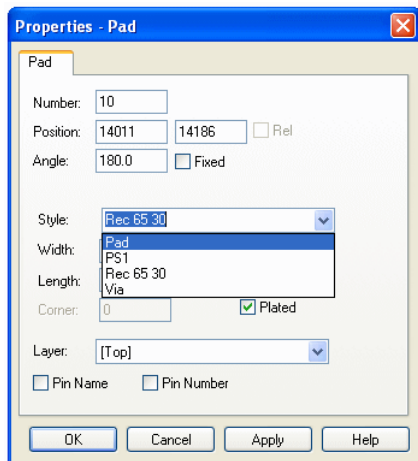 Properties - Pad
Pad
Number: 10
Position: 14011 14186 Rel
Angle: 180.0 Fixed
Style: Rec 65 30
Width: Pad
PS1
Length: Rec 65 30
Via
Corner: 0 Plated
Layer: [Top]
Pin Name Pin Number
OK Cancel Apply Help